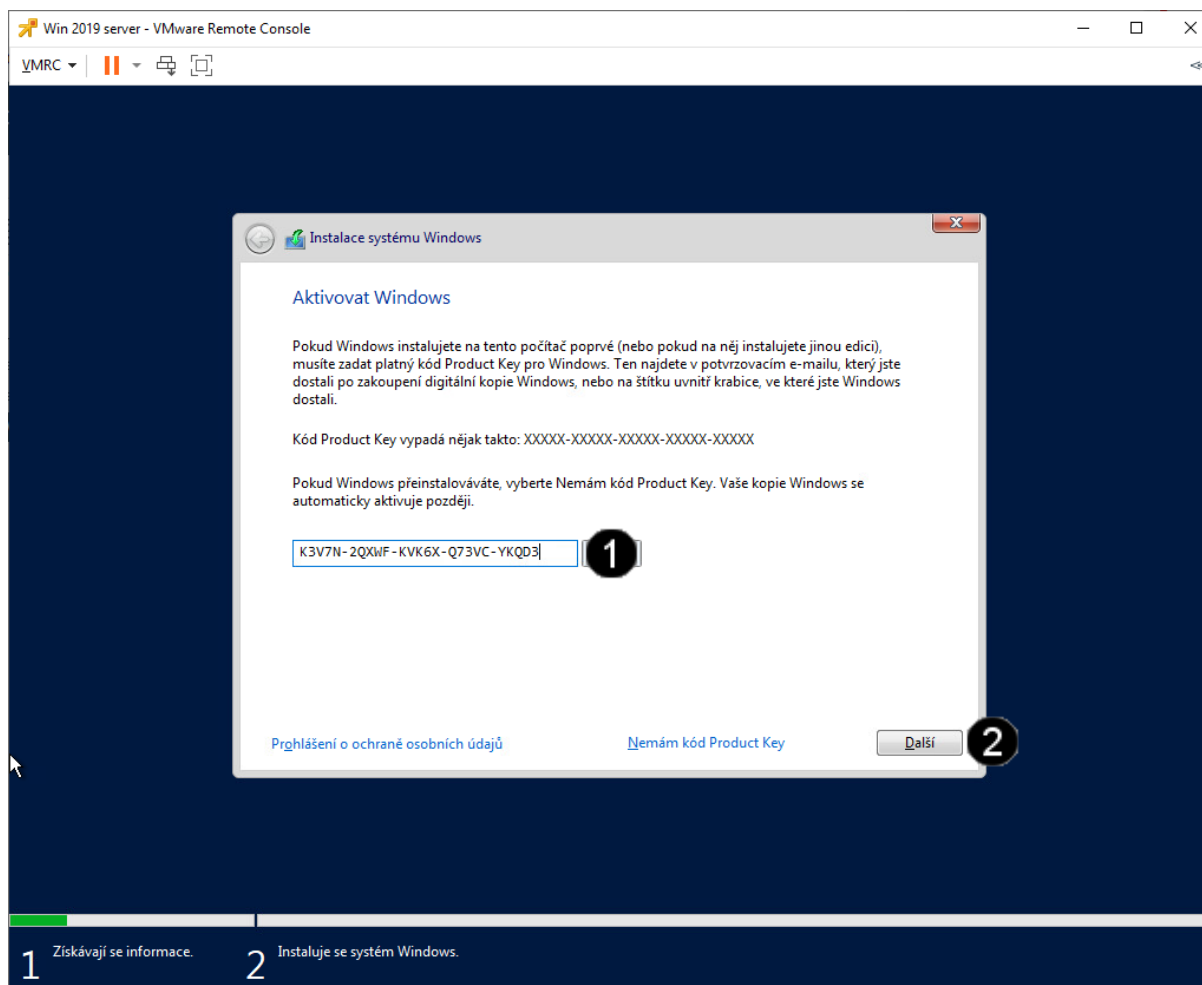 Win 2019 server - VMware Remote Console
VMRC
Instalace systému Windows
Aktivovat Windows
Pokud Windows instalujete na tento počítač poprvé (nebo pokud na něj instalujete jinou edici),
musíte zadat platný kód Product Key pro Windows. Ten najdete v potvrzovacím e-mailu, který jste
dostali po zakoupení digitální kopie Windows, nebo na štítku uvnitř krabice, ve které jste Windows
dostali.
Kód Product Key vypadá nějak takto: XXXXX-XXXXX-XXXXX-XXXXX-XXXXX
Pokud Windows přeinstalováváte, vyberte Nemám kód Product Key. Vaše kopie Windows se
automaticky aktivuje později.
K3V7N-2QXWF-KVK6X-Q73VC-YKQD3
1
Prohlášení o ochraně osobních údajů
Nemám kód Product Key
Další
2
1 Získávají se informace.
2 Instaluje se systém Windows.